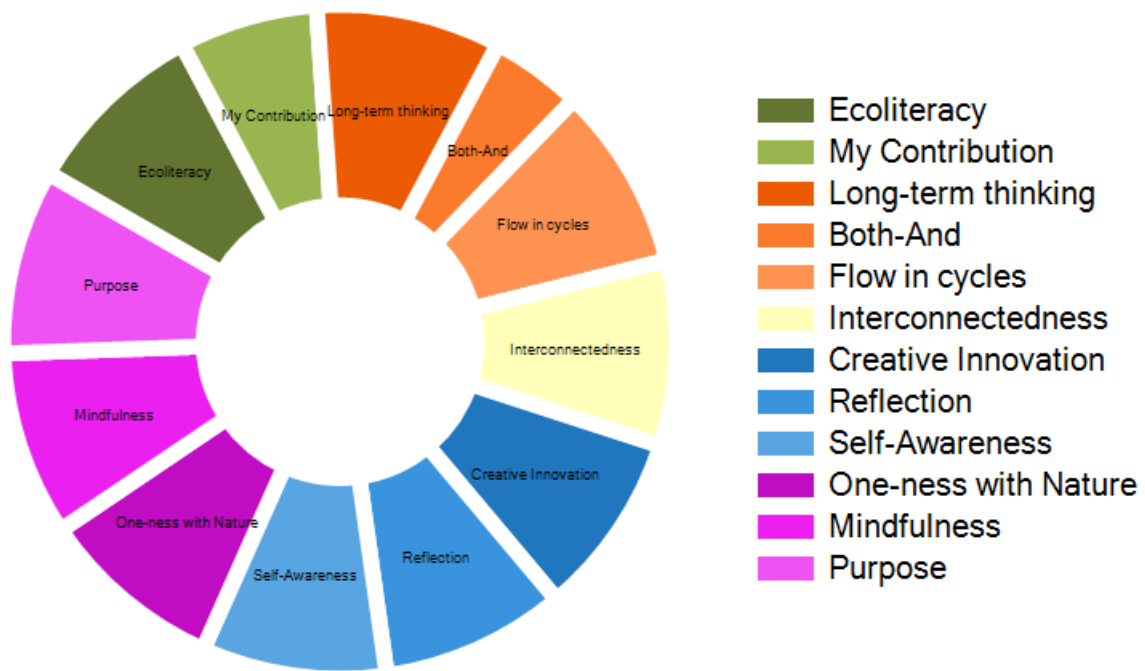 My Contribution
Long-term thinking
Both-And
Ecoliteracy
Flow in cycles
Purpose
Interconnectedness
Mindfulness
Creative Innovation
One-ness with Nature
Reflection
Self-Awareness
Ecoliteracy
My Contribution
Long-term thinking
Both-And
Flow in cycles
Interconnectedness
Creative Innovation
Reflection
Self-Awareness
One-ness with Nature
Mindfulness
Purpose